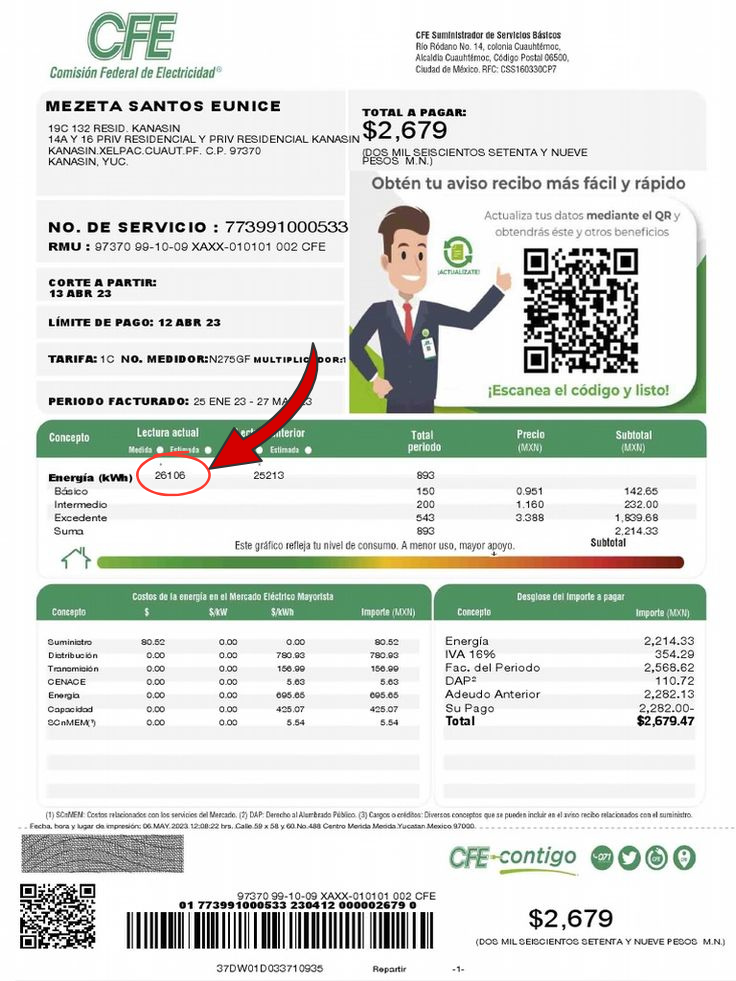 CFE
Comisión Federal de Electricidad®
CFE Suministrador de Servicios Básicos
Río Ródano No. 14, colonia Cuauhtémoc,
Alcaldía Cuauhtémoc, Código Postal 06500,
Ciudad de México. RFC: CSS160330CP7
MEZETA SANTOS EUNICE
19C 132 RESID. KANASIN
14A Y 16 PRIV RESIDENCIAL Y PRIV RESIDENCIAL KANASIN
KANASIN.XELPAC.CUAUT.PF. C.P. 97370
KANASIN, YUC.
TOTAL A PAGAR:
$2,679
(DOS MIL SEISCIENTOS SETENTA Y NUEVE
PESOS M.N.)
NO. DE SERVICIO : 773991000533
RMU : 97370 99-10-09 XAXX-010101 002 CFE
CORTE A PARTIR:
13 ABR 23
LÍMITE DE PAGO: 12 ABR 23
TARIFA: 1C NO. MEDIDOR:N275GF MULTIPLICADOR:1
PERIODO FACTURADO: 25 ENE 23 - 27 MA 23
Obtén tu aviso recibo más fácil y rápido
Actualiza tus datos mediante el QR y
obtendrás éste y otros beneficios
¡ACTUALÍZATE!
¡Escanea el código y listo!
Concepto Lectura actual Lect nterior Total periodo Precio (MXN) Subtotal (MXN)
Medida Estimada Estimada
Energía (kWh) 26106 25213 893
Básico 150 0.951 142.65
Intermedio 200 1.160 232.00
Excedente 543 3.388 1,839.68
Suma 893 2,214.33
Este gráfico refleja tu nivel de consumo. A menor uso, mayor apoyo. Subtotal
Costos de la energía en el Mercado Eléctrico Mayorista
Concepto $ $/kW $/kWh Importe (MXN)
Suministro 80.52 0.00 0.00 80.52
Distribución 0.00 0.00 780.93 780.93
Transmisión 0.00 0.00 156.99 156.99
CENACE 0.00 0.00 5.63 5.63
Energía 0.00 0.00 695.65 695.65
Capacidad 0.00 0.00 425.07 425.07
SCnMEM(¹) 0.00 0.00 5.54 5.54
Desglose del importe a pagar
Concepto Importe (MXN)
Energía 2,214.33
IVA 16% 354.29
Fac. del Periodo 2,568.62
DAP² 110.72
Adeudo Anterior 2,282.13
Su Pago 2,282.00-
Total $2,679.47
(1) SCnMEM: Costos relacionados con los servicios del Mercado. (2) DAP: Derecho al Alumbrado Público. (3) Cargos o créditos: Diversos conceptos que se pueden incluir en el aviso recibo relacionados con el suministro.
Fecha, hora y lugar de impresión: 06.MAY.2023 12:08:22 hrs. Calle 59 x 58 y 60 No.488 Centro Merida Merida Yucatan Mexico 97000.
CFE contigo
071
CFE
97370 99-10-09 XAXX-010101 002 CFE
01 773991000533 230412 000002679 0
37DW01D033710935 Repartir -1-
$2,679
(DOS MIL SEISCIENTOS SETENTA Y NUEVE PESOS M.N.)